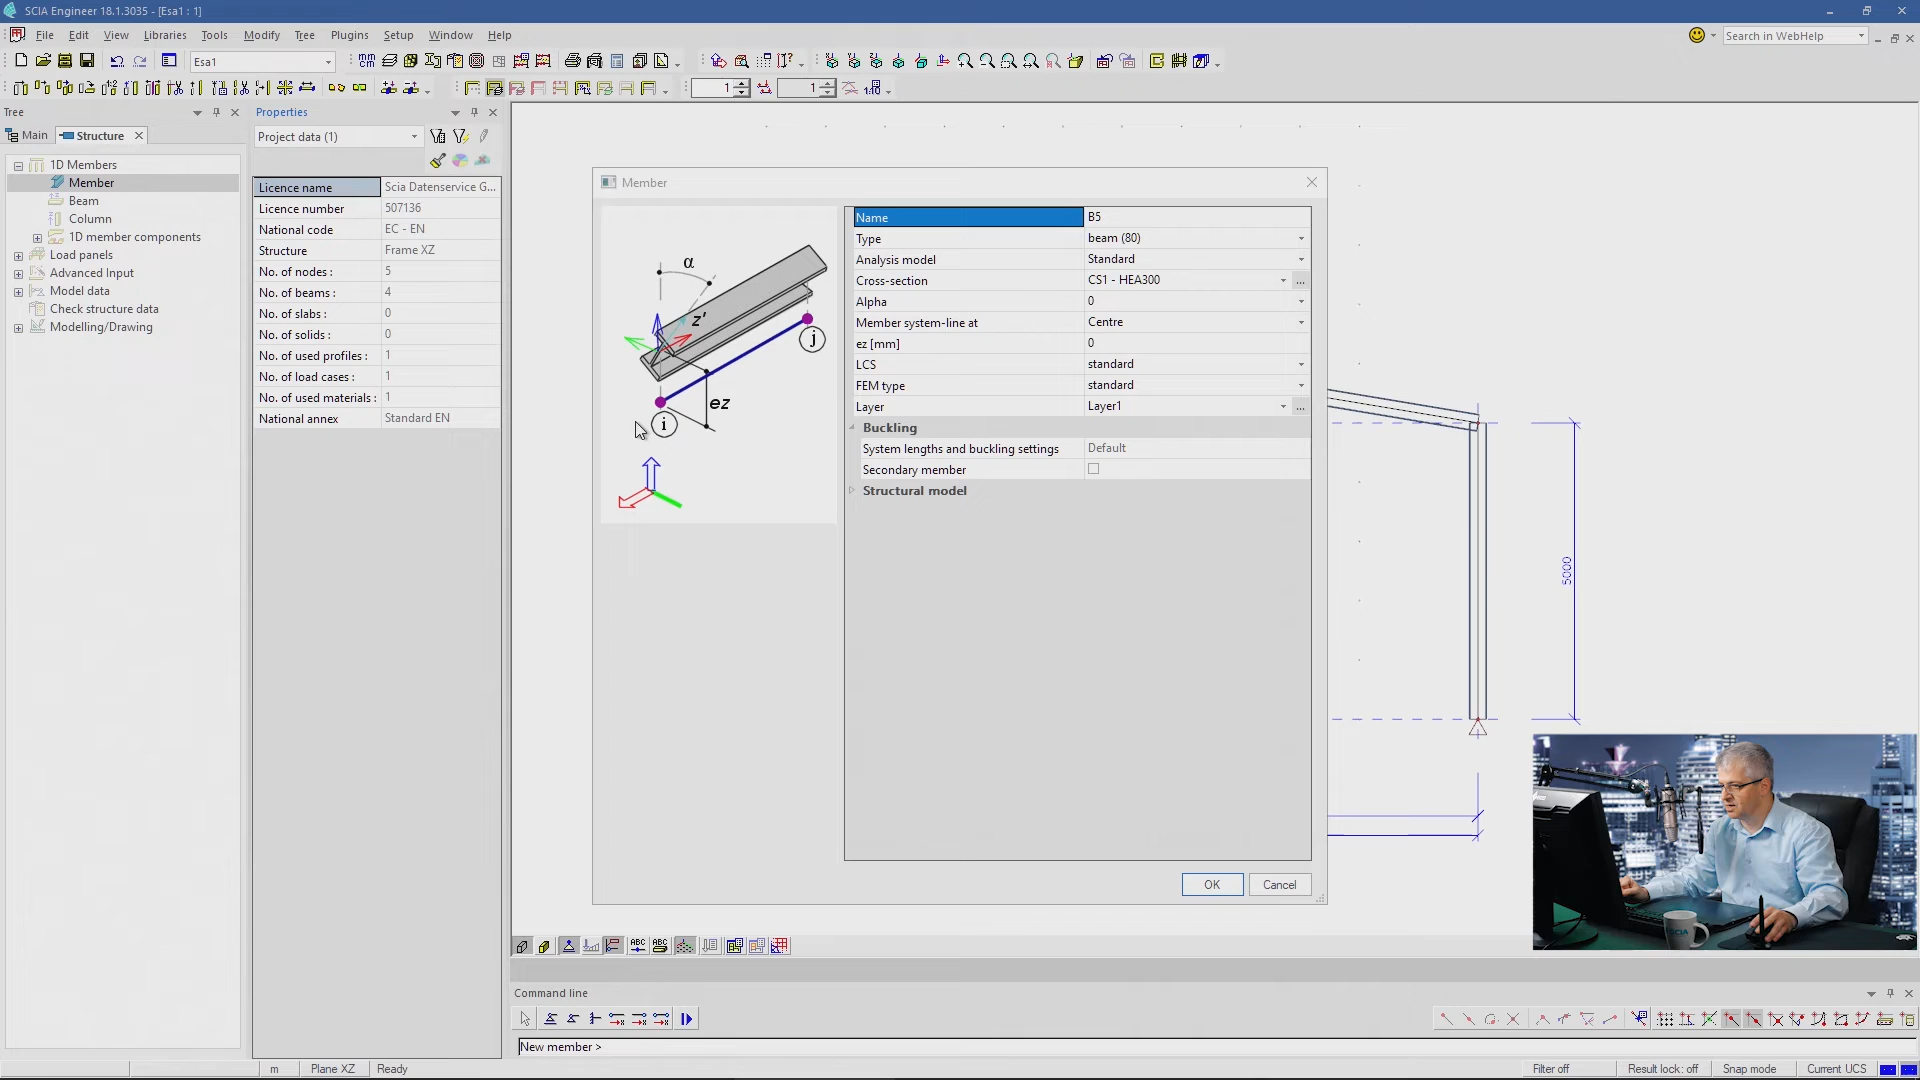 SCIA Engineer 18.1.3035 - [Esa1 : 1]
File Edit View Libraries Tools Modify Tree Plugins Setup Window Help
Search in WebHelp
Esa1
1 1
Tree
Properties
Main Structure
Project data (1)
1D Members
Member
Beam
Column
1D member components
Load panels
Advanced Input
Model data
Check structure data
Modelling/Drawing
Licence name Scia Datenservice G...
Licence number 507136
National code EC - EN
Structure Frame XZ
No. of nodes : 5
No. of beams : 4
No. of slabs : 0
No. of solids : 0
No. of used profiles : 1
No. of load cases : 1
No. of used materials : 1
National annex Standard EN
Member
α
z'
j
ez
i
Name B5
Type beam (80)
Analysis model Standard
Cross-section CS1 - HEA300 ...
Alpha 0
Member system-line at Centre
ez [mm] 0
LCS standard
FEM type standard
Layer Layer1 ...
Buckling
System lengths and buckling settings Default
Secondary member
Structural model
OK Cancel
5000
SCIA
ABC ABC
Command line
New member >
m Plane XZ Ready Filter off Result lock: off Snap mode Current UCS